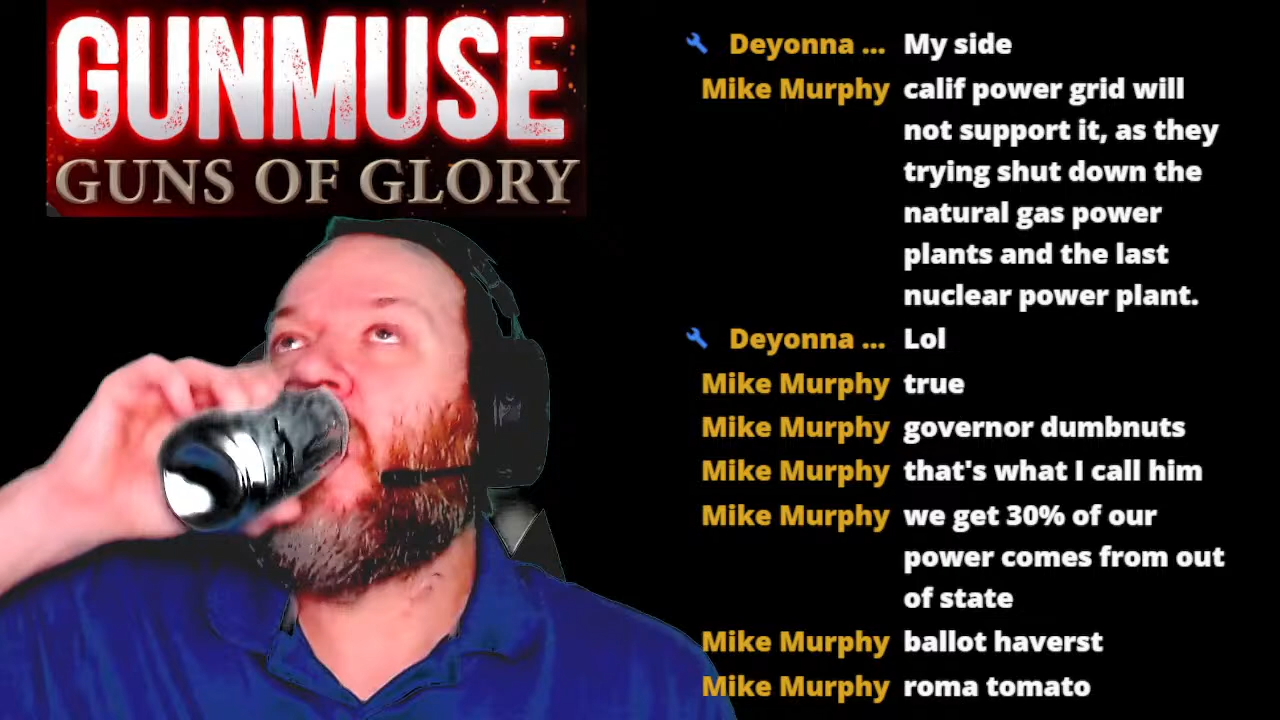 GUNMUSE
GUNS OF GLORY
Deyonna ... My side
Mike Murphy calif power grid will
not support it, as they
trying shut down the
natural gas power
plants and the last
nuclear power plant.
Deyonna ... Lol
Mike Murphy true
Mike Murphy governor dumbnuts
Mike Murphy that's what I call him
Mike Murphy we get 30% of our
power comes from out
of state
Mike Murphy ballot haverst
Mike Murphy roma tomato